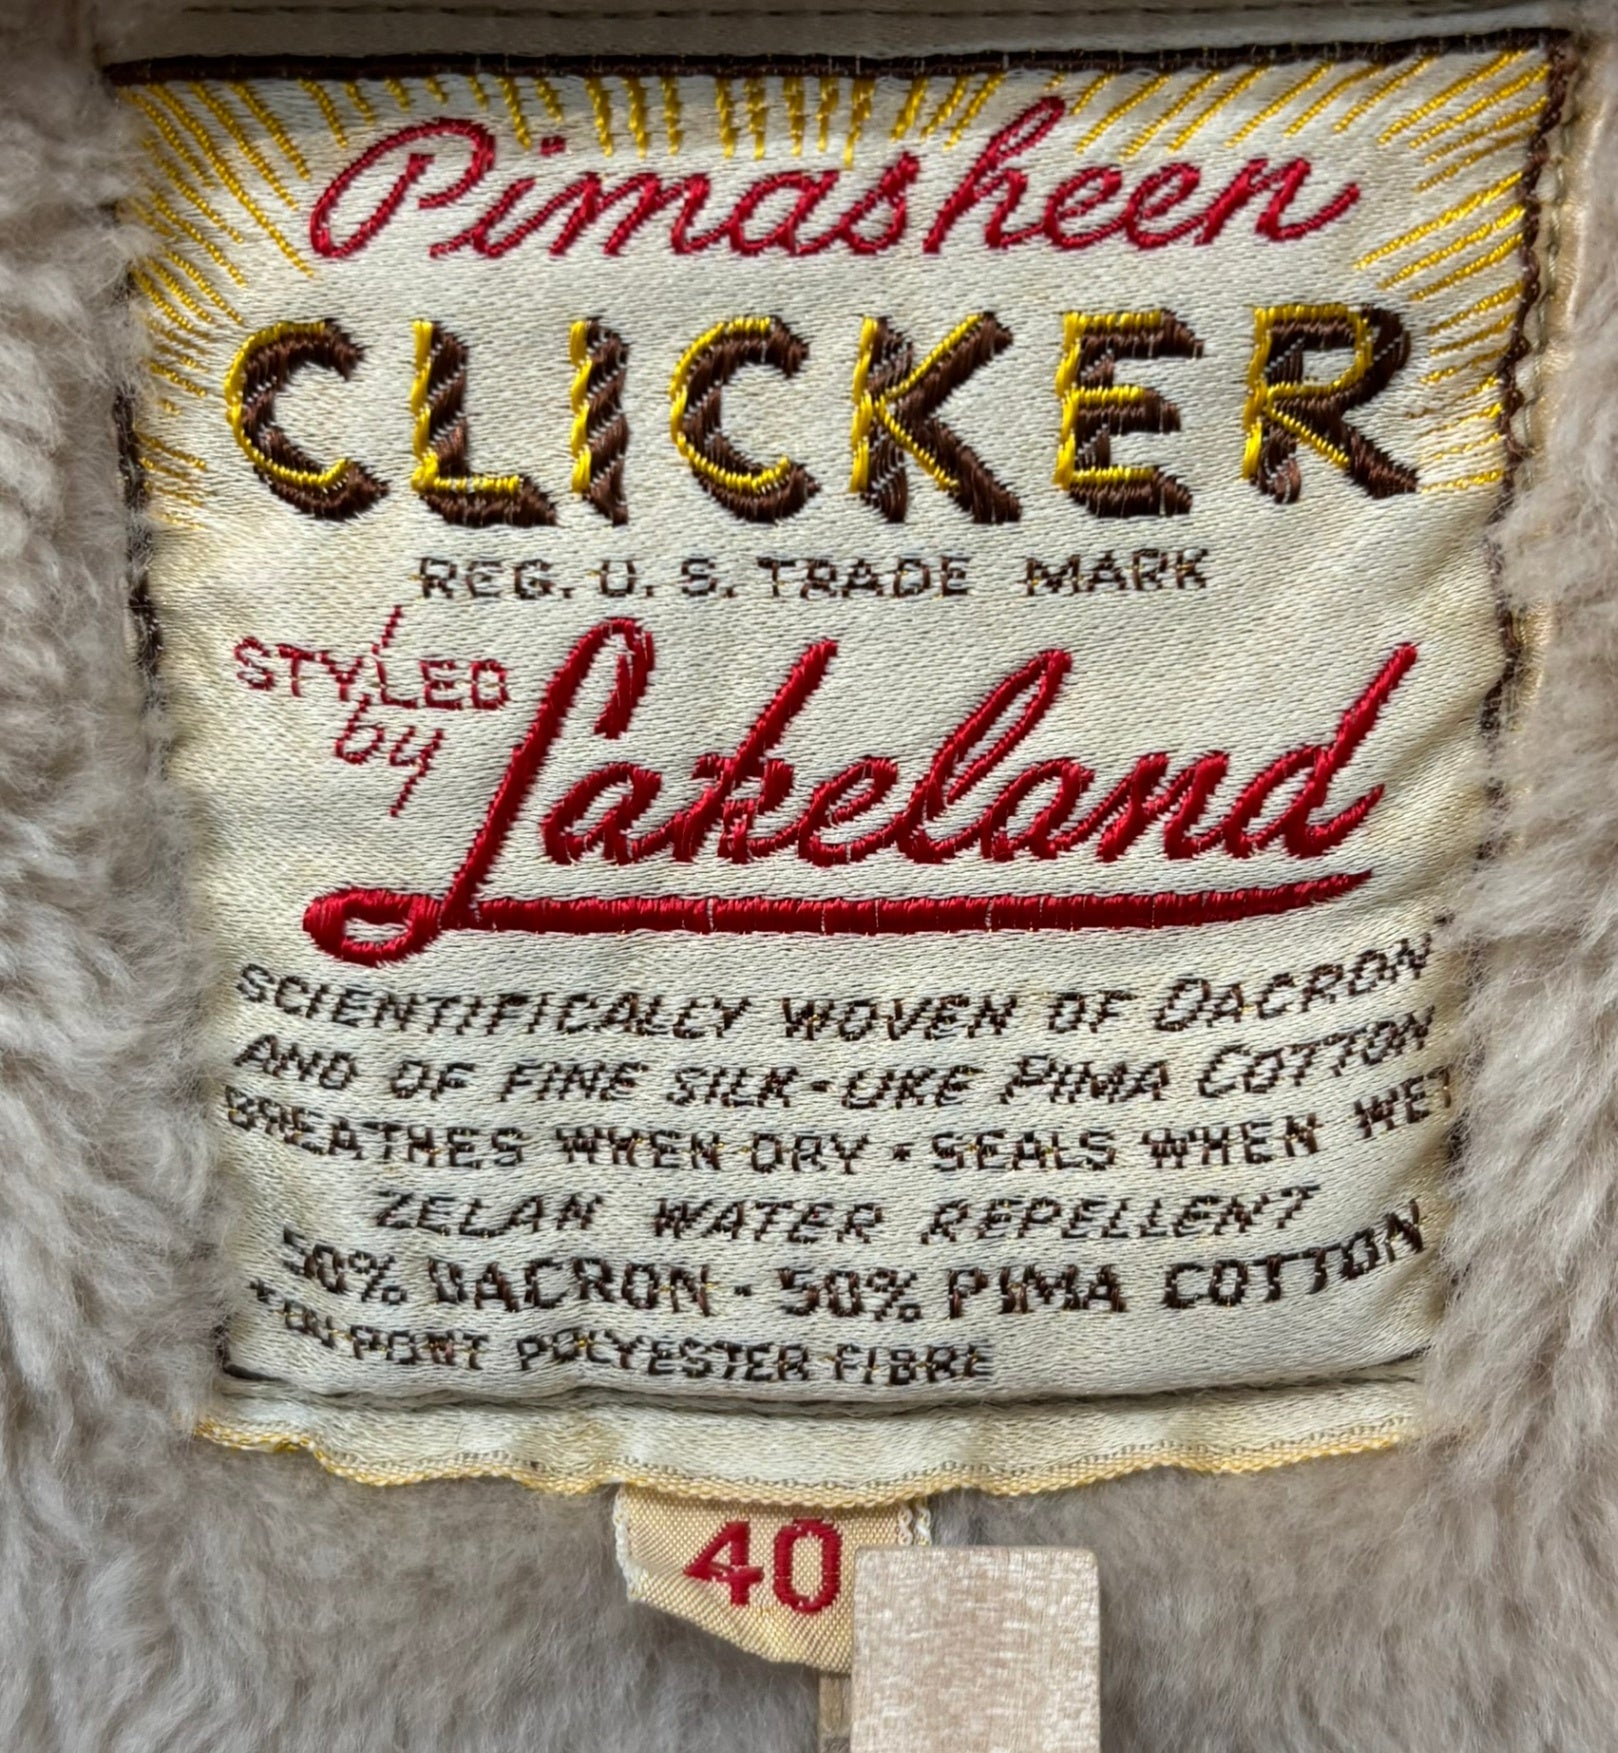 Pimasheen
CLICKER
REG. U. S. TRADE MARK
STYLED
by
Lakeland
SCIENTIFICALLY WOVEN OF DACRON*
AND OF FINE SILK-LIKE PIMA COTTON
BREATHES WHEN DRY • SEALS WHEN WET
ZELAN WATER REPELLENT
50% DACRON - 50% PIMA COTTON
*DU PONT POLYESTER FIBRE
40